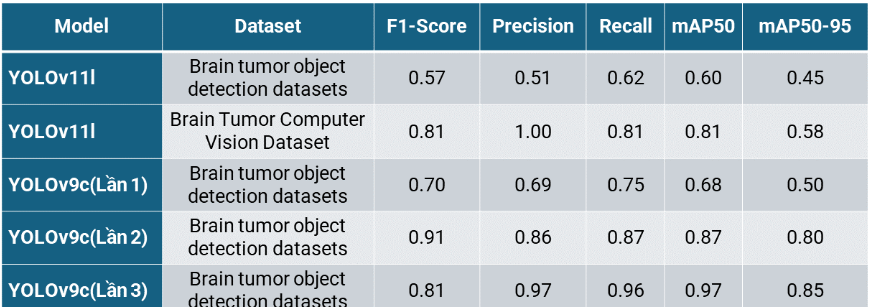 Model Dataset F1-Score Precision Recall mAP50 mAP50-95
YOLOv11l Brain tumor object detection datasets 0.57 0.51 0.62 0.60 0.45
YOLOv11l Brain Tumor Computer Vision Dataset 0.81 1.00 0.81 0.81 0.58
YOLOv9c(Lần 1) Brain tumor object detection datasets 0.70 0.69 0.75 0.68 0.50
YOLOv9c(Lần 2) Brain tumor object detection datasets 0.91 0.86 0.87 0.87 0.80
YOLOv9c(Lần 3) Brain tumor object detection datasets 0.81 0.97 0.96 0.97 0.85